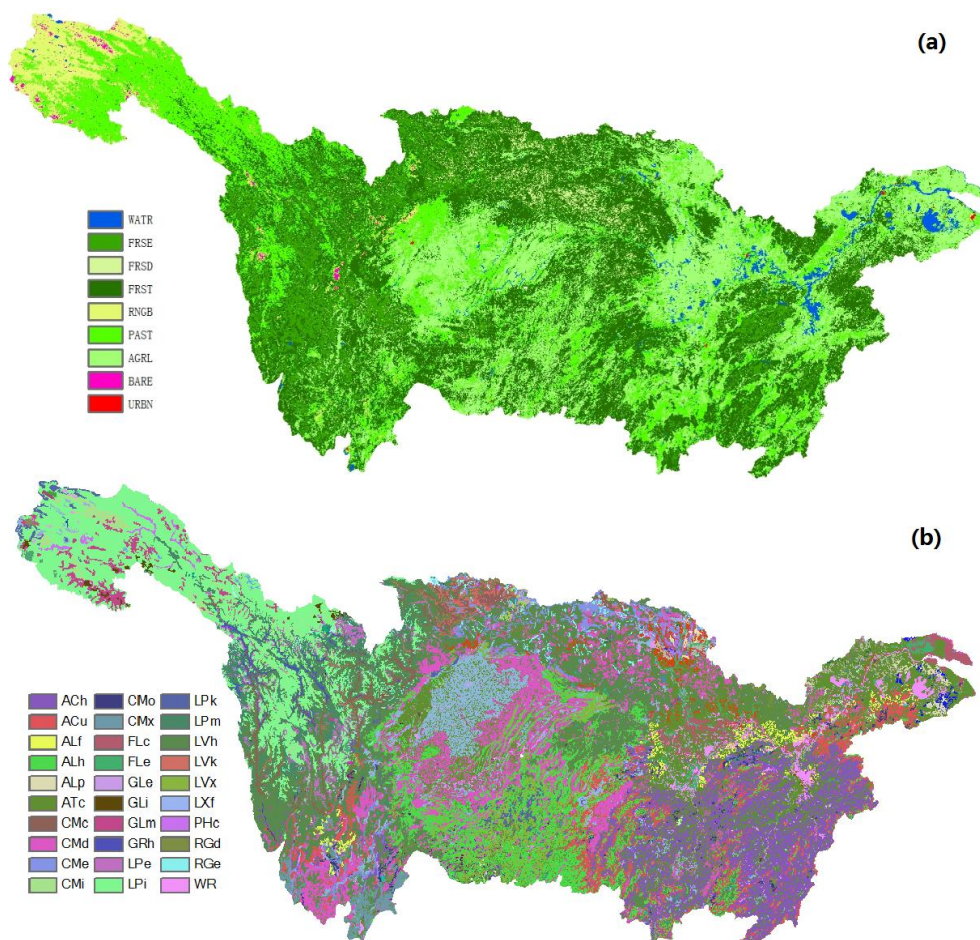 (a)
WATR
FRSE
FRSD
FRST
RNGB
PAST
AGRL
BARE
URBN
(b)
ACh CMo LPk
ACu CMx LPm
ALf FLc LVh
ALh FLe LVk
ALp GLe LVx
ATc GLi LXf
CMc GLm PHc
CMd GRh RGd
CMe LPe RGe
CMi LPi WR